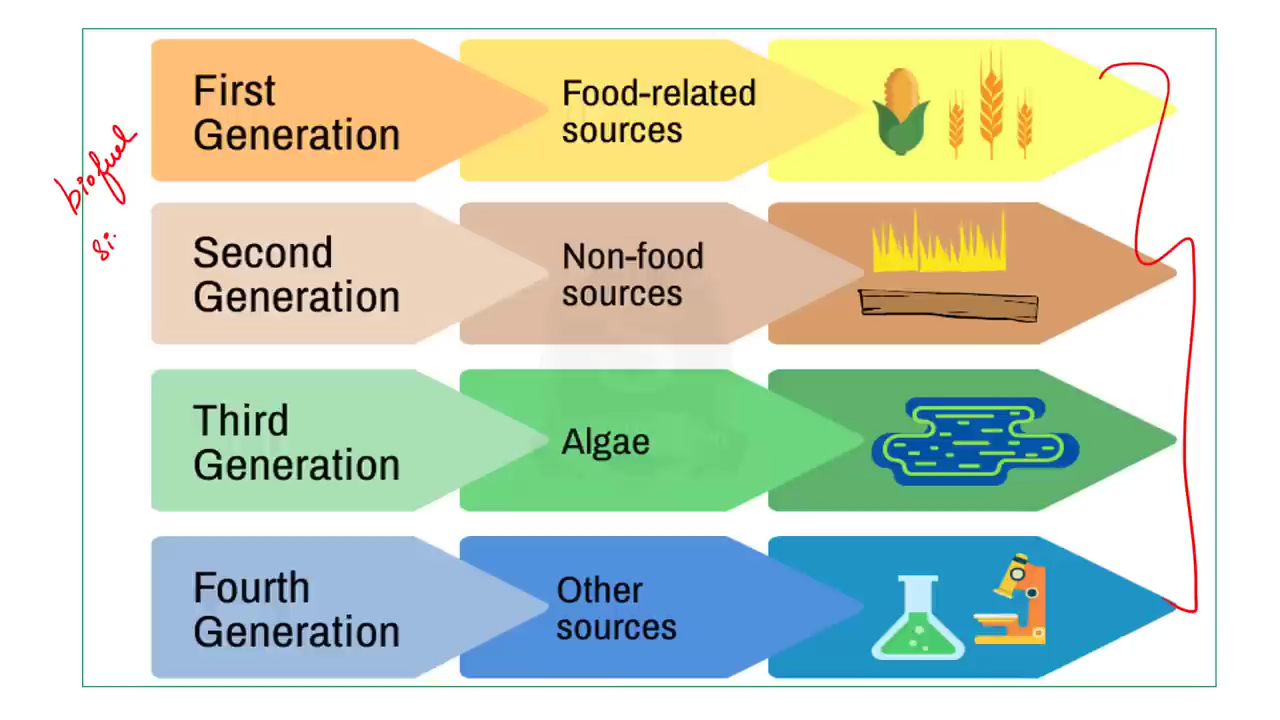 First
Generation
Food-related
sources
biofuel
Second
Generation
Non-food
sources
Third
Generation
Algae
Fourth
Generation
Other
sources